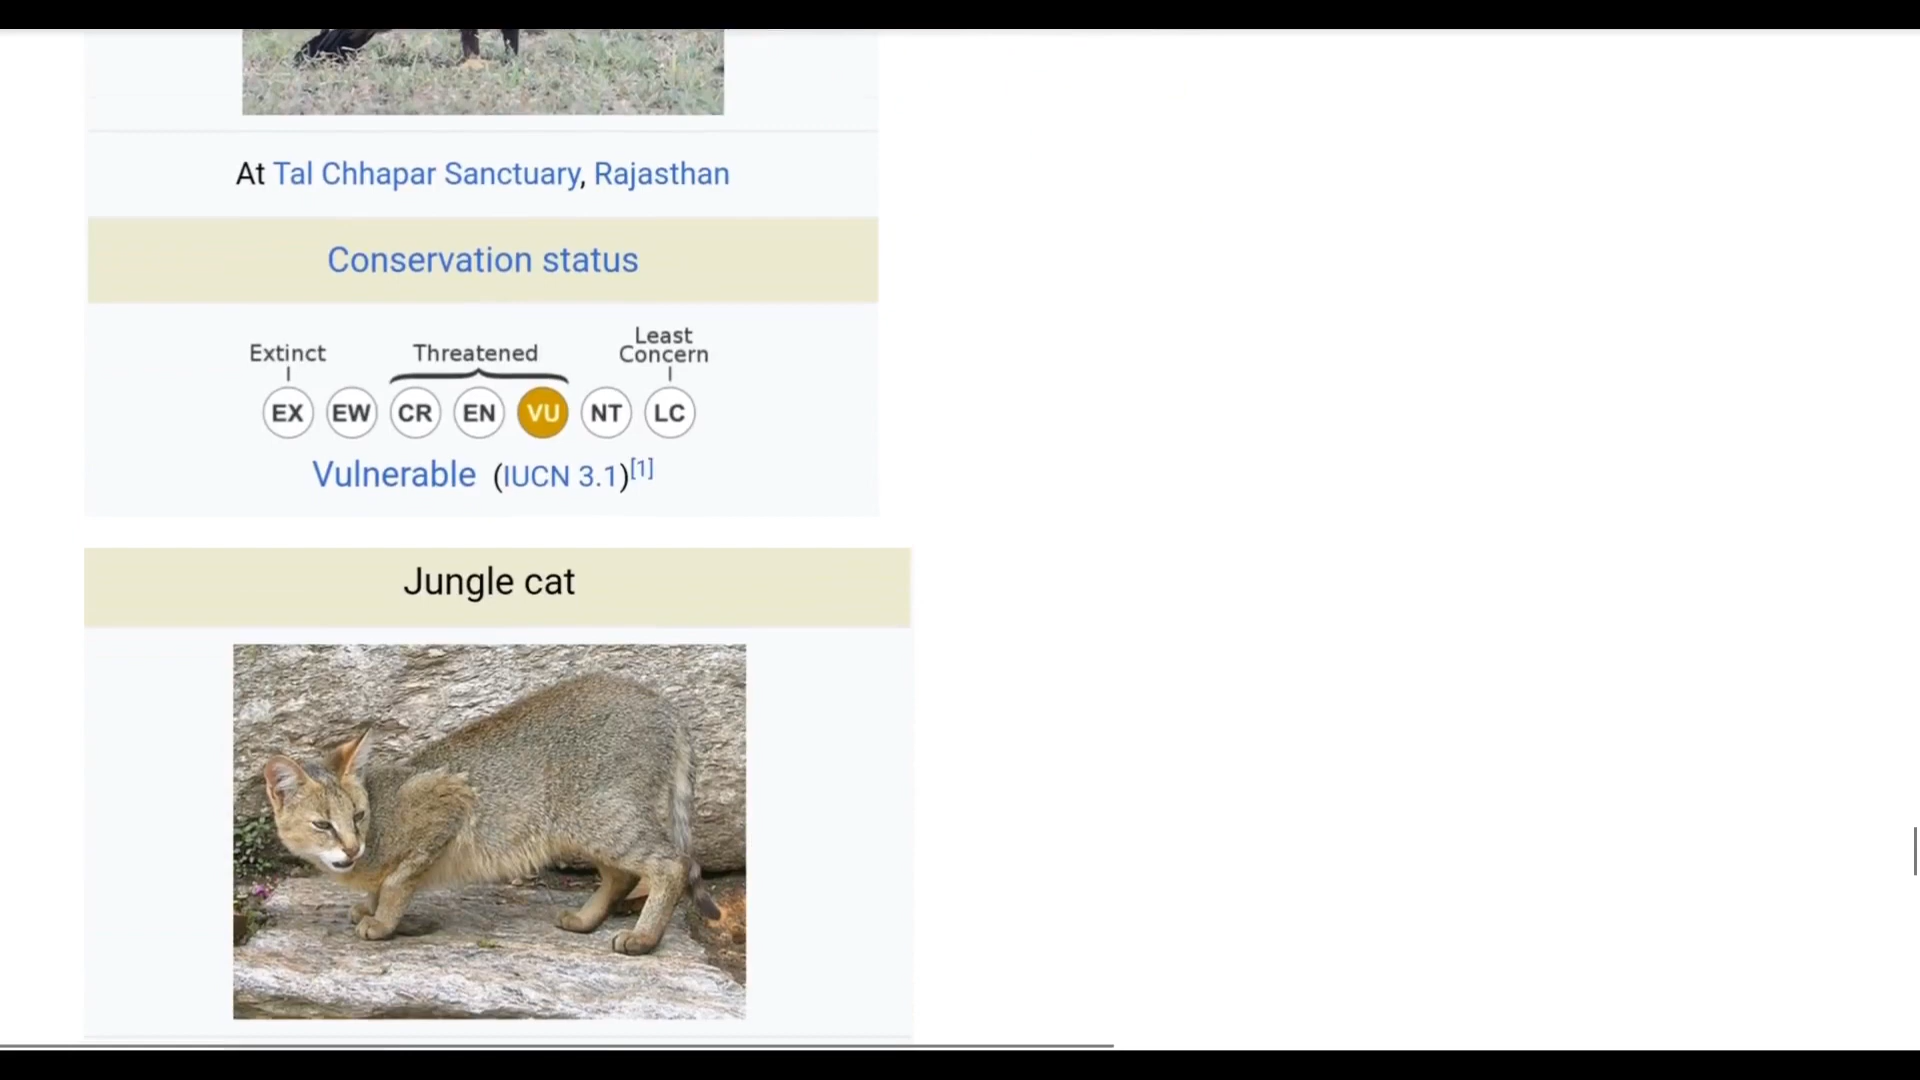 At Tal Chhapar Sanctuary, Rajasthan
Conservation status
Extinct
Threatened
Least
Concern
EX EW CR EN VU NT LC
Vulnerable (IUCN 3.1)[1]
Jungle cat